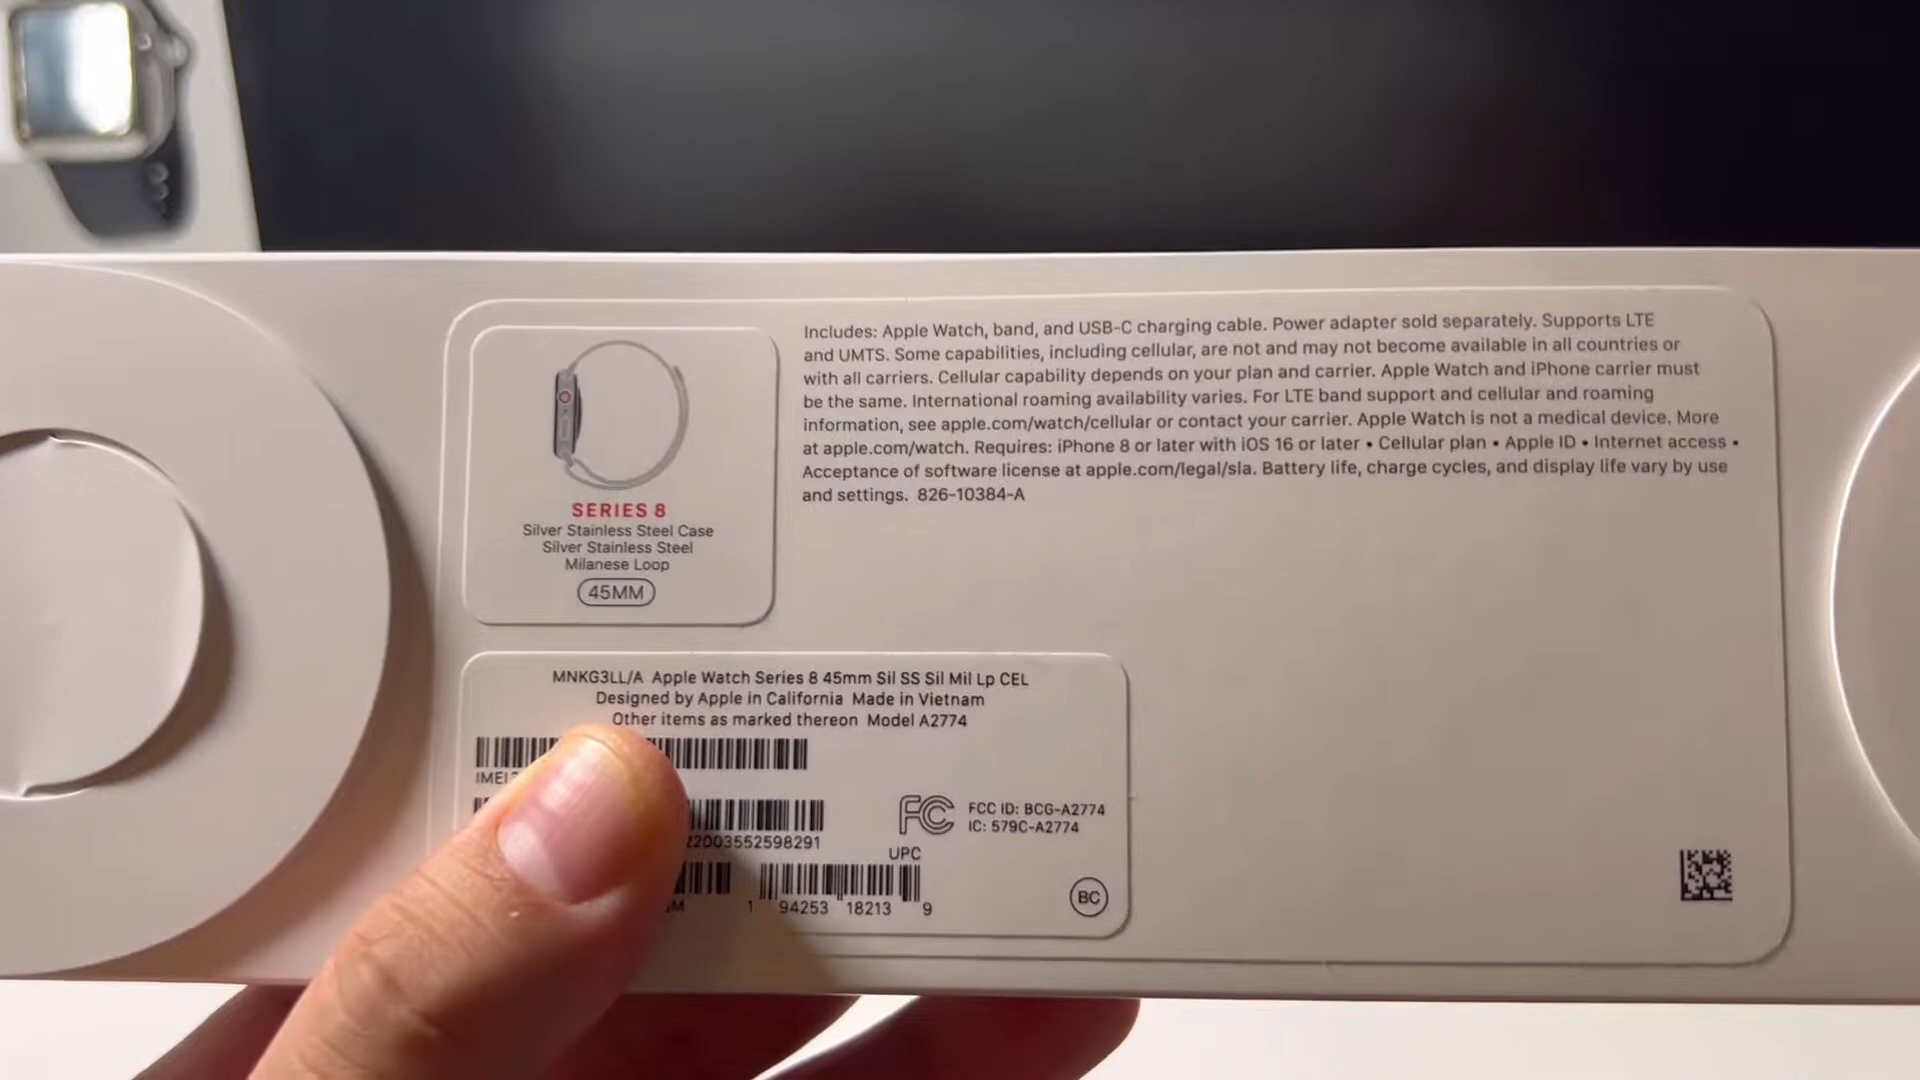 Includes: Apple Watch, band, and USB-C charging cable. Power adapter sold separately. Supports LTE
and UMTS. Some capabilities, including cellular, are not and may not become available in all countries or
with all carriers. Cellular capability depends on your plan and carrier. Apple Watch and iPhone carrier must
be the same. International roaming availability varies. For LTE band support and cellular and roaming
information, see apple.com/watch/cellular or contact your carrier. Apple Watch is not a medical device. More
at apple.com/watch. Requires: iPhone 8 or later with iOS 16 or later • Cellular plan • Apple ID • Internet access •
Acceptance of software license at apple.com/legal/sla. Battery life, charge cycles, and display life vary by use
and settings. 826-10384-A
SERIES 8
Silver Stainless Steel Case
Silver Stainless Steel
Milanese Loop
45MM
MNKG3LL/A Apple Watch Series 8 45mm Sil SS Sil Mil Lp CEL
Designed by Apple in California Made in Vietnam
Other items as marked thereon Model A2774
FC FCC ID: BCG-A2774
IC: 579C-A2774
UPC
1 94253 18213 9
BC